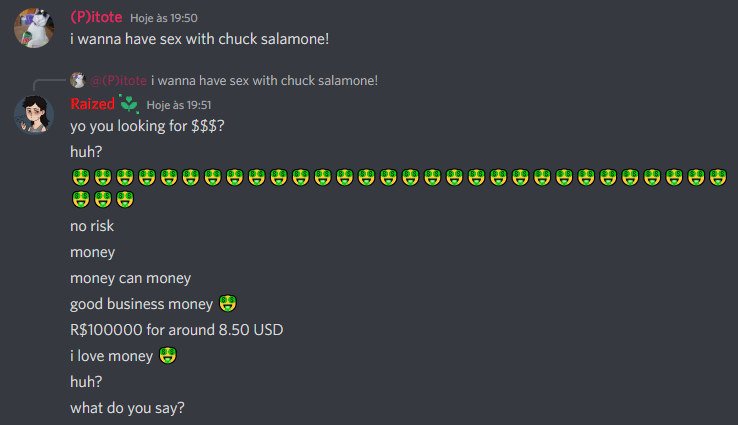 (P)itote Hoje às 19:50
i wanna have sex with chuck salamone!
@(P)itote i wanna have sex with chuck salamone!
Raized Hoje às 19:51
yo you looking for $$$?
huh?
🤑🤑🤑🤑🤑🤑🤑🤑🤑🤑🤑🤑🤑🤑🤑🤑🤑🤑🤑🤑🤑🤑🤑🤑🤑🤑🤑🤑🤑🤑
🤑🤑🤑
no risk
money
money can money
good business money 🤑
R$100000 for around 8.50 USD
i love money 🤑
huh?
what do you say?